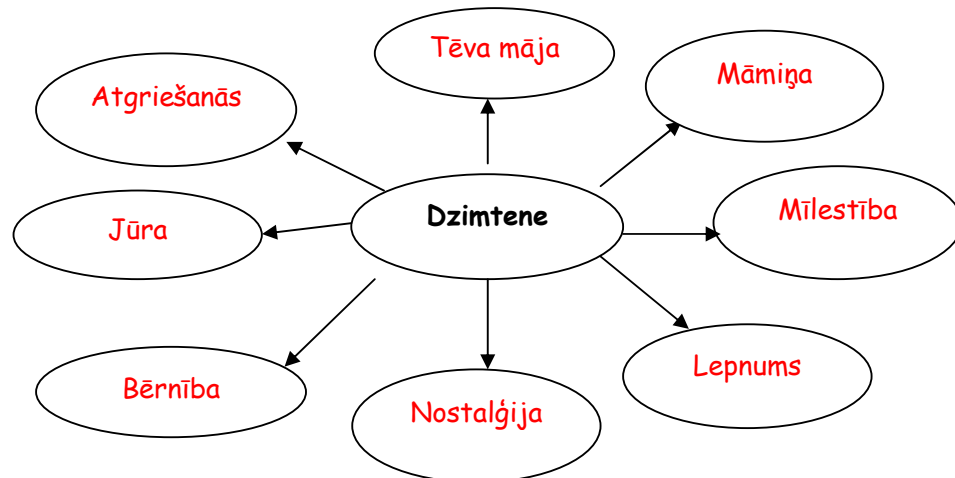 Tēva māja
Māmiņa
Atgriešanās
Mīlestība
Dzimtene
Jūra
Lepnums
Bērnība
Nostalģija